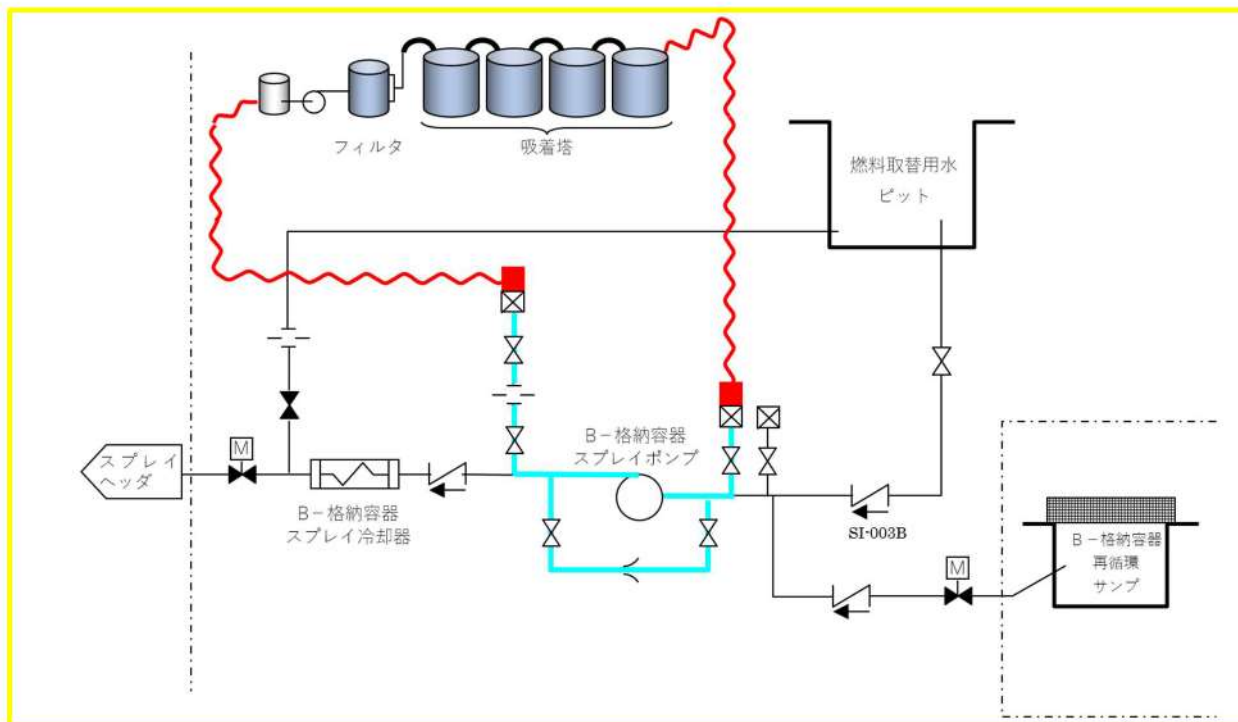 フィルタ
吸着塔
燃料取替用水
ピット
B－格納容器
スプレイポンプ
M
スプレイ
ヘッダ
B－格納容器
スプレイ冷却器
SI-003B
M
B－格納容器
再循環
サンプ